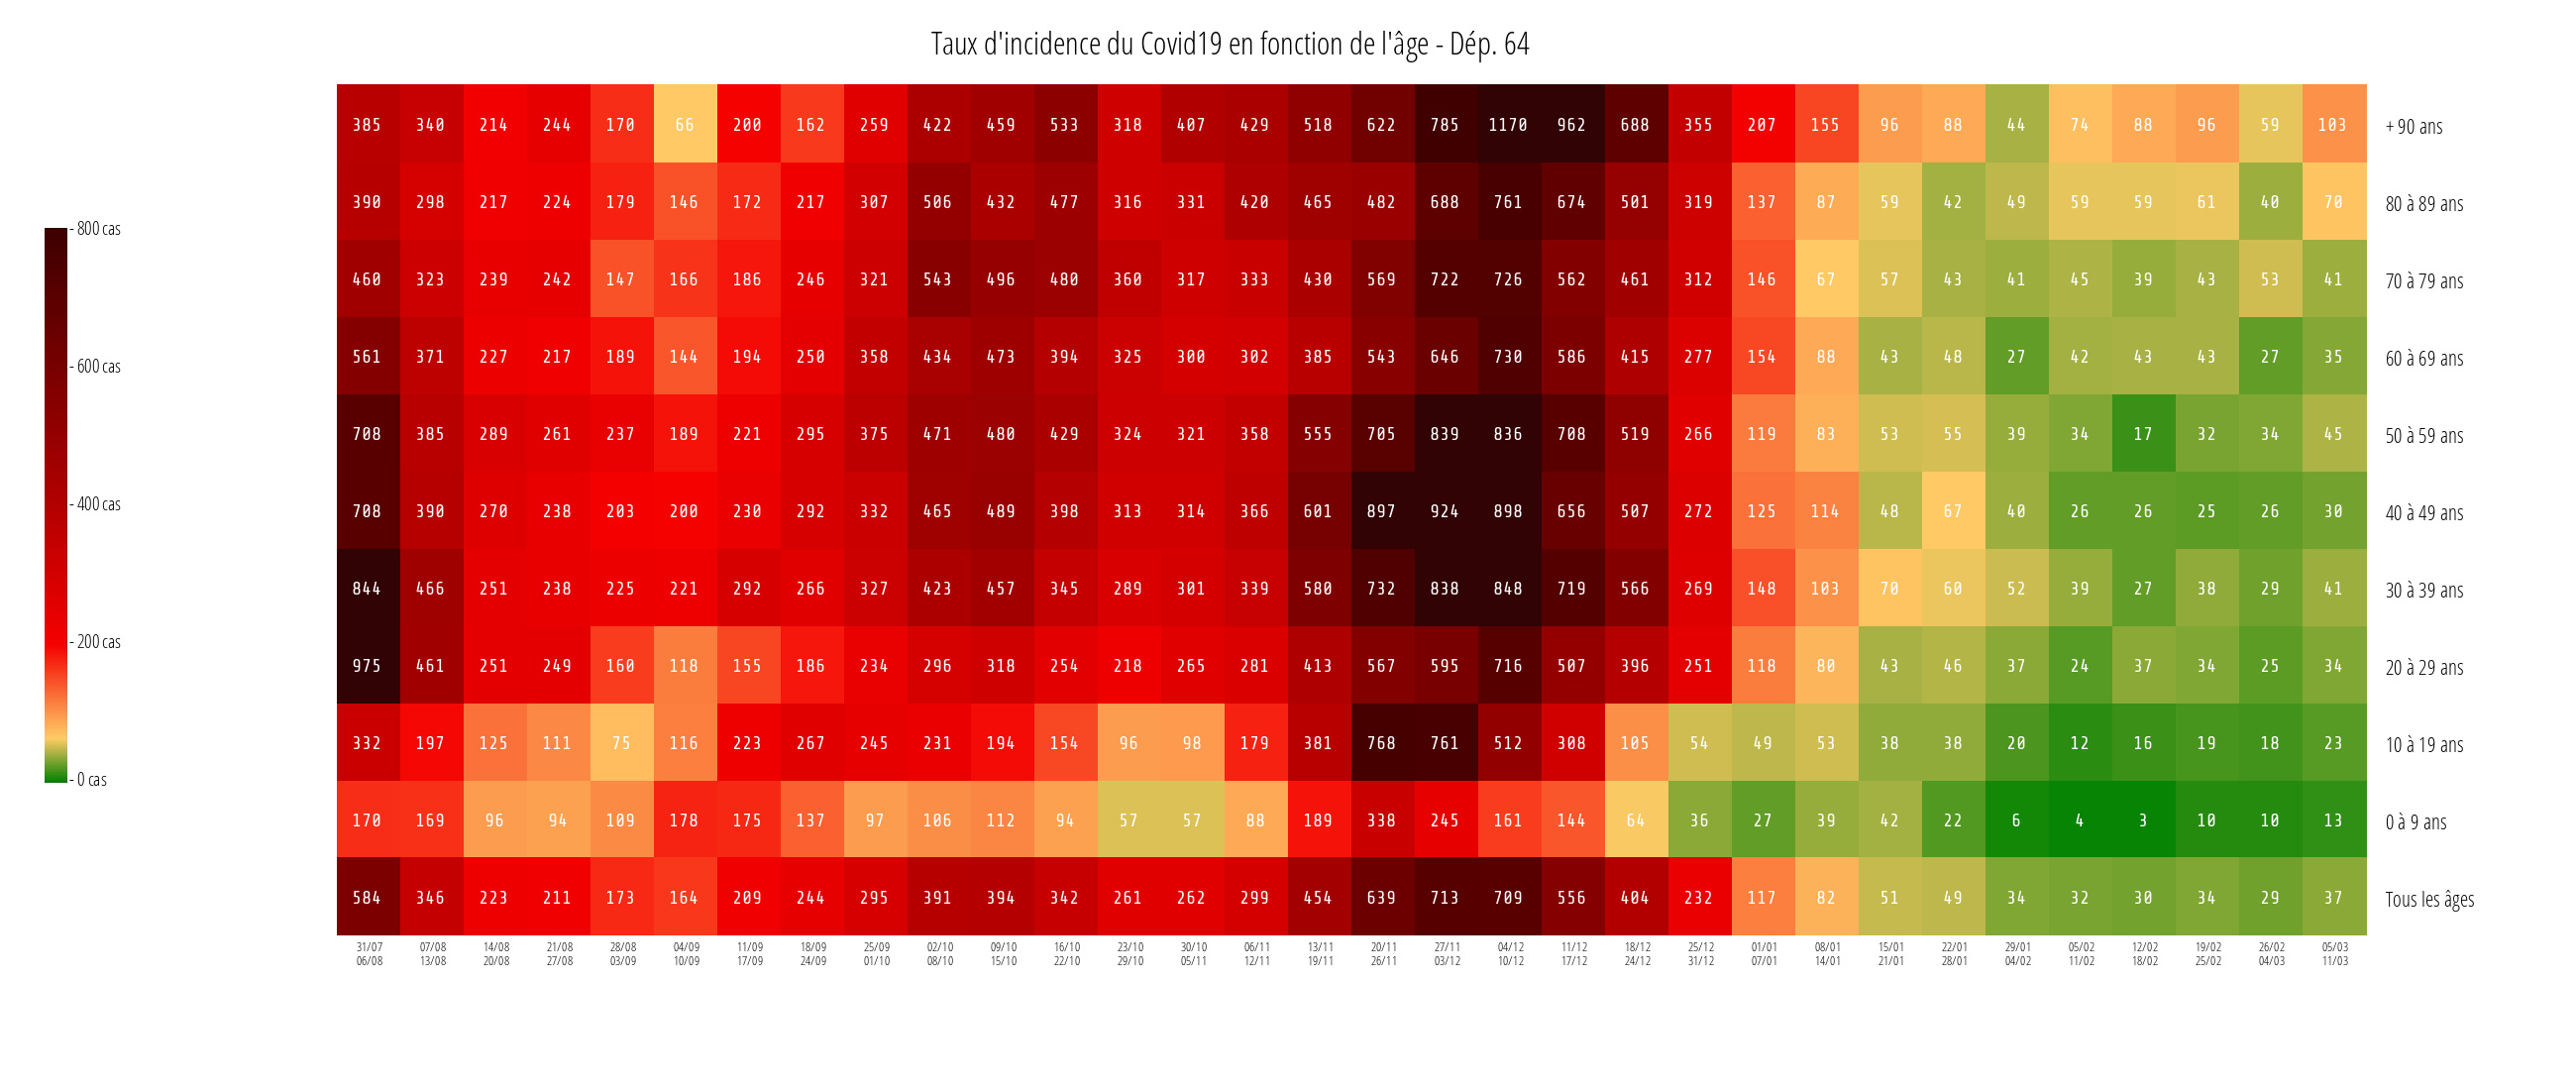 Taux d'incidence du Covid19 en fonction de l'âge - Dép. 64
385 340 214 244 170 66 200 162 259 422 459 533 318 407 429 518 622 785 1170 962 688 355 207 155 96 88 44 74 88 96 59 103 + 90 ans
390 298 217 224 179 146 172 217 307 506 432 477 316 331 420 465 482 688 761 674 501 319 137 87 59 42 49 59 59 61 40 70 80 à 89 ans
460 323 239 242 147 166 186 246 321 543 496 480 360 317 333 430 569 722 726 562 461 312 146 67 57 43 41 45 39 43 53 41 70 à 79 ans
561 371 227 217 189 144 194 250 358 434 473 394 325 300 302 385 543 646 730 586 415 277 154 88 43 48 27 42 43 43 27 35 60 à 69 ans
708 385 289 261 237 189 221 295 375 471 480 429 324 321 358 555 705 839 836 708 519 266 119 83 53 55 39 34 17 32 34 45 50 à 59 ans
708 390 270 238 203 200 230 292 332 465 489 398 313 314 366 601 897 924 898 656 507 272 125 114 48 67 40 26 26 25 26 30 40 à 49 ans
844 466 251 238 225 221 292 266 327 423 457 345 289 301 339 580 732 838 848 719 566 269 148 103 70 60 52 39 27 38 29 41 30 à 39 ans
975 461 251 249 160 118 155 186 234 296 318 254 218 265 281 413 567 595 716 507 396 251 118 80 43 46 37 24 37 34 25 34 20 à 29 ans
332 197 125 111 75 116 223 267 245 231 194 154 96 98 179 381 768 761 512 308 105 54 49 53 38 38 20 12 16 19 18 23 10 à 19 ans
170 169 96 94 109 178 175 137 97 106 112 94 57 57 88 189 338 245 161 144 64 36 27 39 42 22 6 4 3 10 10 13 0 à 9 ans
584 346 223 211 173 164 209 244 295 391 394 342 261 262 299 454 639 713 709 556 404 232 117 82 51 49 34 32 30 34 29 37 Tous les âges
31/07 07/08 14/08 21/08 28/08 04/09 11/09 18/09 25/09 02/10 09/10 16/10 23/10 30/10 06/11 13/11 20/11 27/11 04/12 11/12 18/12 25/12 01/01 08/01 15/01 22/01 29/01 05/02 12/02 19/02 26/02 05/03
06/08 13/08 20/08 27/08 03/09 10/09 17/09 24/09 01/10 08/10 15/10 22/10 29/10 05/11 12/11 19/11 26/11 03/12 10/12 17/12 24/12 31/12 07/01 14/01 21/01 28/01 04/02 11/02 18/02 25/02 04/03 11/03
- 800 cas
- 600 cas
- 400 cas
- 200 cas
- 0 cas